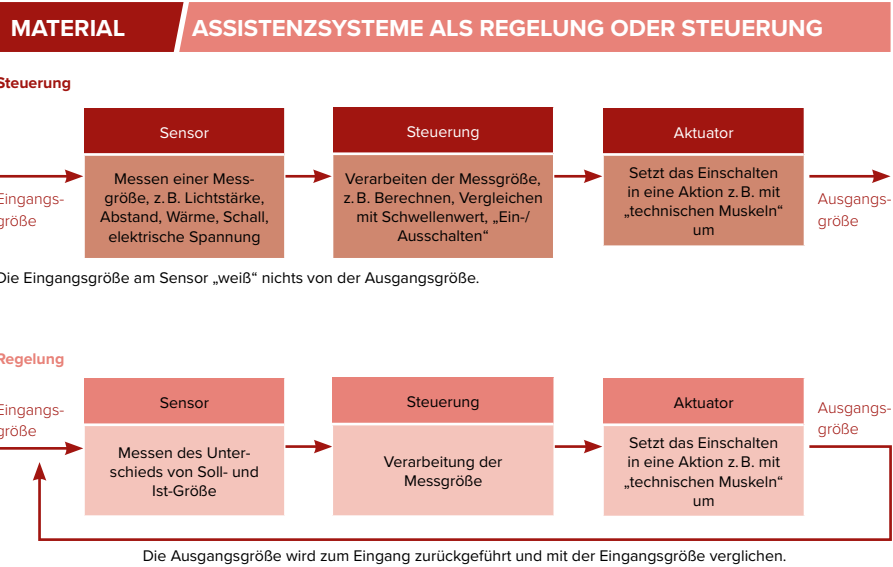 MATERIAL
ASSISTENZSYSTEME ALS REGELUNG ODER STEUERUNG
Steuerung
Sensor
Steuerung
Aktuator
Eingangs-
größe
Messen einer Mess-
größe, z. B. Lichtstärke,
Abstand, Wärme, Schall,
elektrische Spannung
Verarbeiten der Messgröße,
z. B. Berechnen, Vergleichen
mit Schwellenwert, „Ein-/
Ausschalten“
Setzt das Einschalten
in eine Aktion z. B. mit
„technischen Muskeln“
um
Ausgangs-
größe
Die Eingangsgröße am Sensor „weiß“ nichts von der Ausgangsgröße.
Regelung
Eingangs-
größe
Sensor
Steuerung
Aktuator
Ausgangs-
größe
Messen des Unter-
schieds von Soll- und
Ist-Größe
Verarbeitung der
Messgröße
Setzt das Einschalten
in eine Aktion z. B. mit
„technischen Muskeln“
um
Die Ausgangsgröße wird zum Eingang zurückgeführt und mit der Eingangsgröße verglichen.